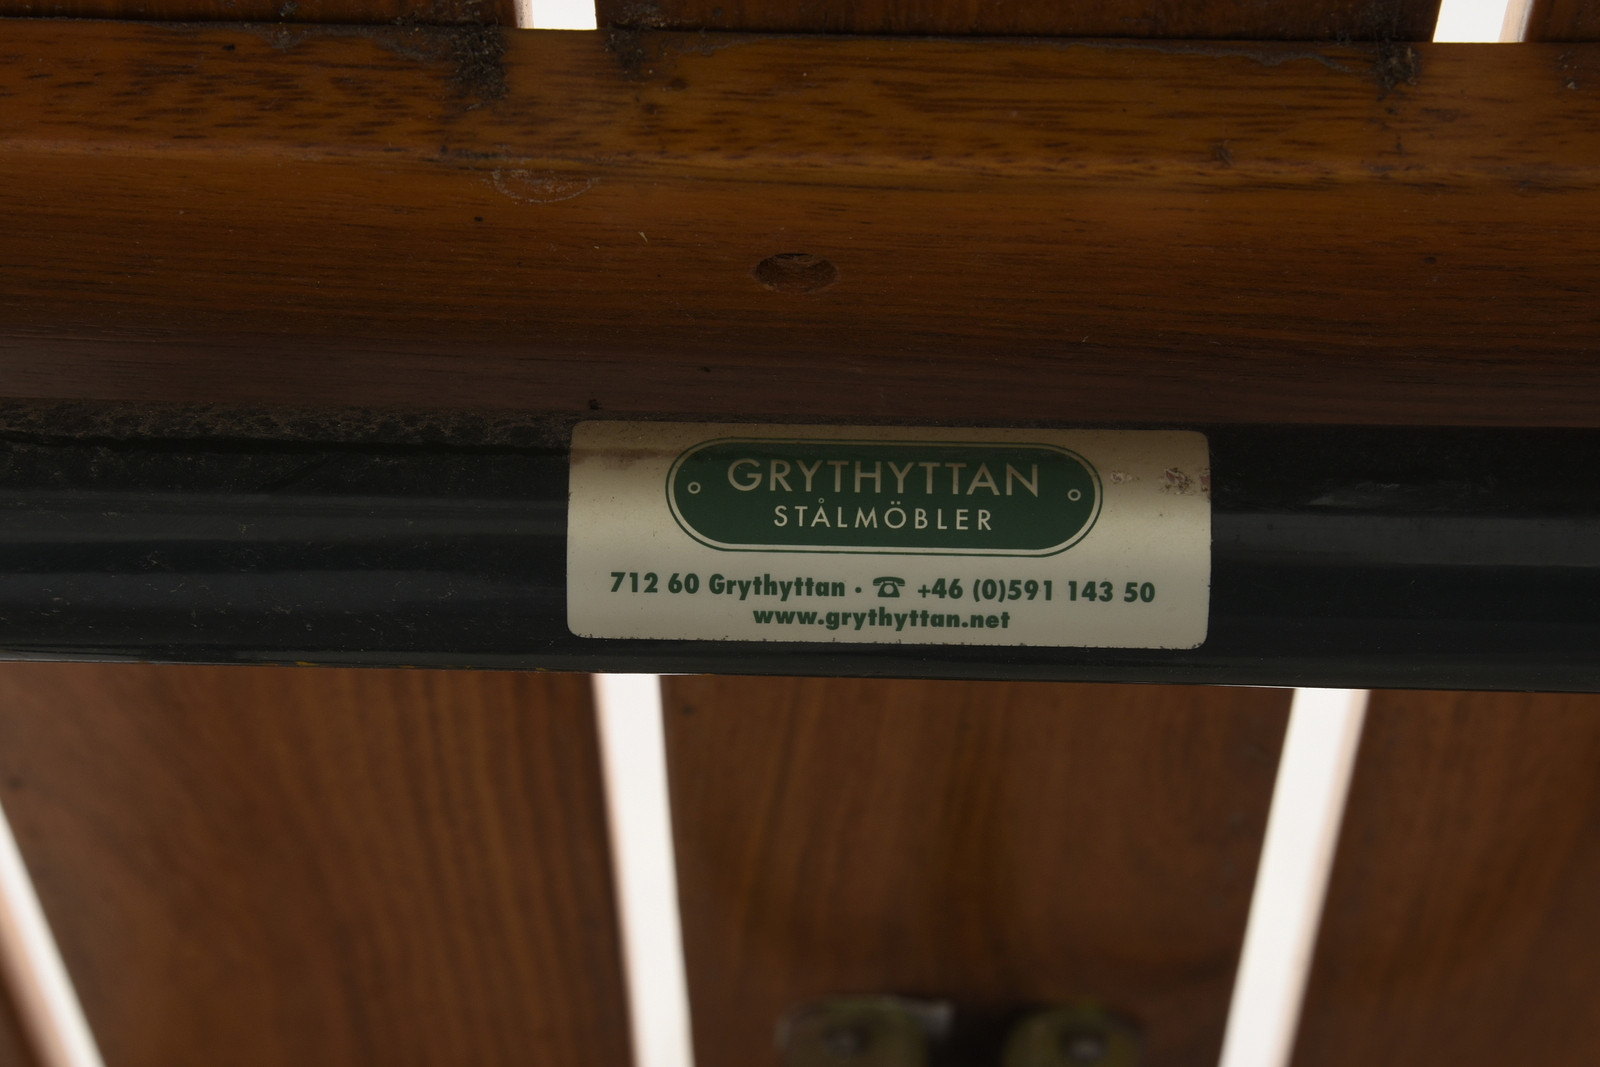 GRYTHYTTAN
STÅLMÖBLER
712 60 Grythyttan · ☎ +46 (0)591 143 50
www.grythyttan.net